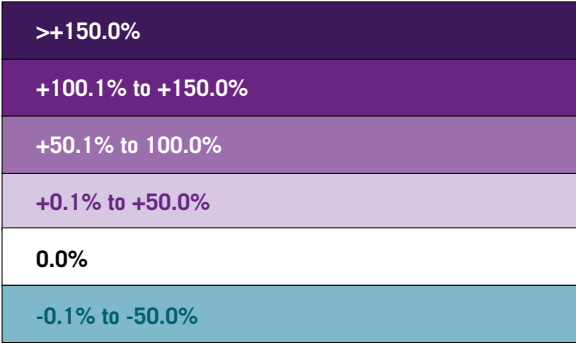 >+150.0%
+100.1% to +150.0%
+50.1% to 100.0%
+0.1% to +50.0%
0.0%
-0.1% to -50.0%